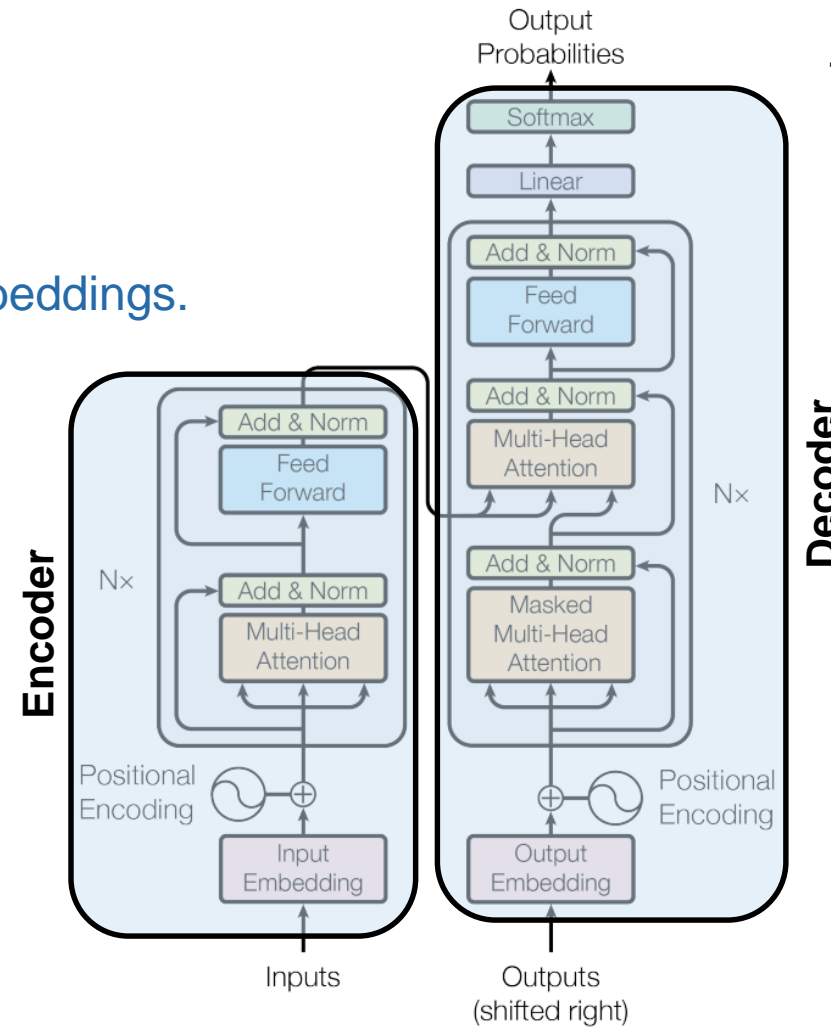 Output
Probabilities
Softmax
Linear
Add & Norm
Feed
Forward
Add & Norm
Multi-Head
Attention
Add & Norm
Masked
Multi-Head
Attention
Nx
Decoder
Positional
Encoding
Output
Embedding
Outputs
(shifted right)
beddings.
Encoder
Nx
Add & Norm
Feed
Forward
Add & Norm
Multi-Head
Attention
Positional
Encoding
Input
Embedding
Inputs